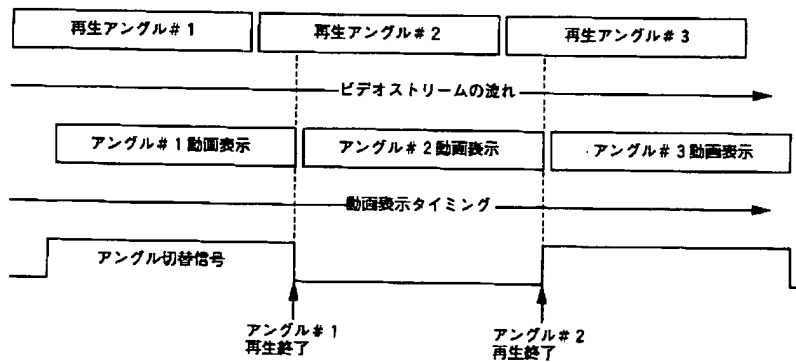 再生アングル＃1
再生アングル＃2
再生アングル＃3
ビデオストリームの流れ
アングル＃1動画表示
アングル＃2動画表示
アングル＃3動画表示
動画表示タイミング
アングル切替信号
アングル＃1
再生終了
アングル＃2
再生終了